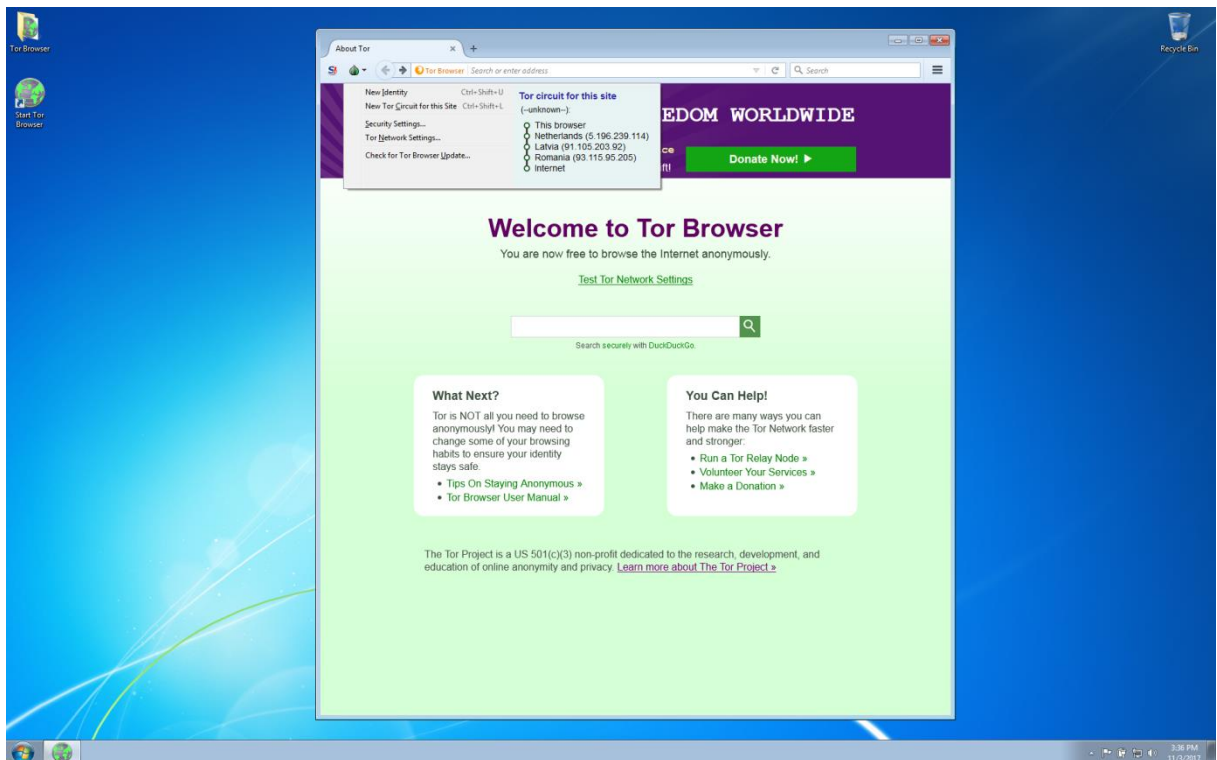 Tor Browser
Start Tor
Browser
Recycle Bin
About Tor
Tor Browser Search or enter address
Search
New Identity Ctrl+Shift+U
New Tor Circuit for this Site Ctrl+Shift+L
Security Settings...
Tor Network Settings...
Check for Tor Browser Update...
Tor circuit for this site
(--unknown--):
This browser
Netherlands (5.196.239.114)
Latvia (91.105.203.92)
Romania (93.115.95.205)
Internet
EDOM WORLDWIDE
ce
Donate Now!
Welcome to Tor Browser
You are now free to browse the Internet anonymously.
Test Tor Network Settings
Search securely with DuckDuckGo.
What Next?
Tor is NOT all you need to browse
anonymously! You may need to
change some of your browsing
habits to ensure your identity
stays safe.
Tips On Staying Anonymous »
Tor Browser User Manual »
You Can Help!
There are many ways you can
help make the Tor Network faster
and stronger:
Run a Tor Relay Node »
Volunteer Your Services »
Make a Donation »
The Tor Project is a US 501(c)(3) non-profit dedicated to the research, development, and
education of online anonymity and privacy. Learn more about The Tor Project »
3:36 PM
11/2/2017